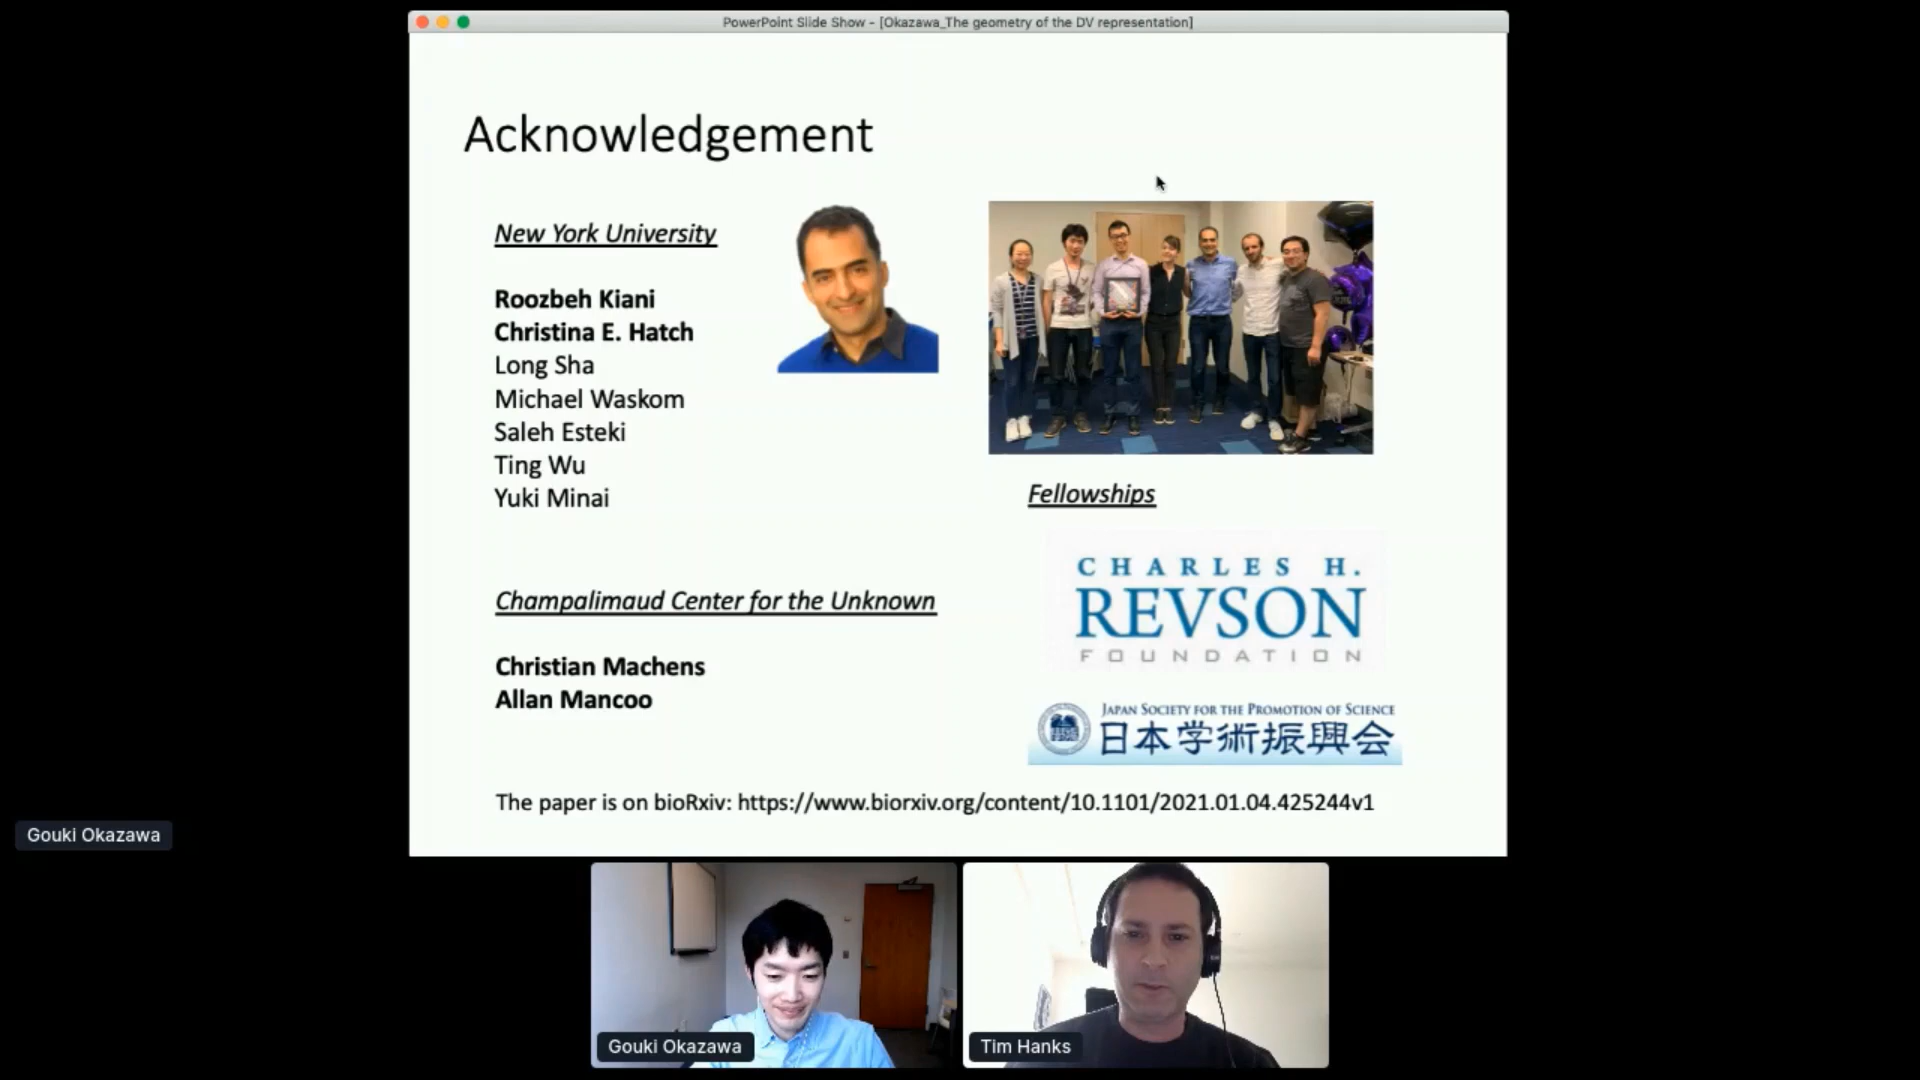 PowerPoint Slide Show - [Okazawa_The geometry of the DV representation]
Acknowledgement
New York University
Roozbeh Kiani
Christina E. Hatch
Long Sha
Michael Waskom
Saleh Esteki
Ting Wu
Yuki Minai
Champalimaud Center for the Unknown
Christian Machens
Allan Mancoo
Fellowships
CHARLES H.
REVSON
FOUNDATION
JAPAN SOCIETY FOR THE PROMOTION OF SCIENCE
日本学術振興会
The paper is on bioRxiv: https://www.biorxiv.org/content/10.1101/2021.01.04.425244v1
Gouki Okazawa
Gouki Okazawa
Tim Hanks